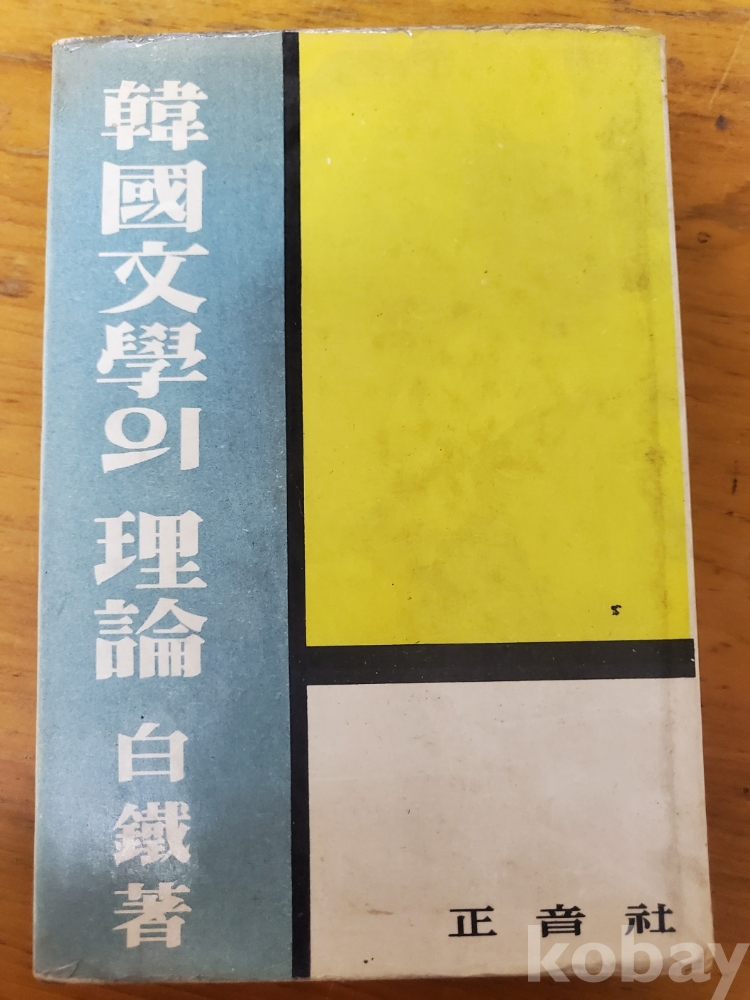 韓國文學의 理論
白鐵 著
正音社
kobay